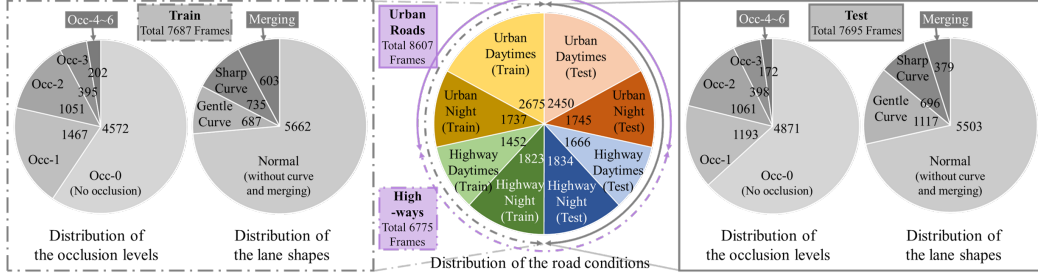 Occ-4~6
Train
Total 7687 Frames
Merging
Occ-3
202
Occ-2
395
1051
1467
4572
Occ-1
Occ-0
(No occlusion)
Distribution of
the occlusion levels
Sharp
Curve
603
735
Gentle
Curve
687
5662
Normal
(without curve
and merging)
Distribution of
the lane shapes
Urban
Roads
Total 8607
Frames
High
-ways
Total 6775
Frames
Urban
Daytimes
(Train)
2675
Urban
Daytimes
(Test)
2450
Urban
Night
(Train)
1737
Urban
Night
(Test)
1745
Highway
Daytimes
(Train)
1452
Highway
Daytimes
(Test)
1666
1823
Highway
Night
(Train)
1834
Highway
Night
(Test)
Distribution of the road conditions
Occ-4~6
Test
Total 7695 Frames
Merging
Occ-3
172
Occ-2
398
1061
1193
4871
Occ-1
Occ-0
(No occlusion)
Distribution of
the occlusion levels
Sharp
Curve
379
696
Gentle
Curve
1117
5503
Normal
(without curve
and merging)
Distribution of
the lane shapes